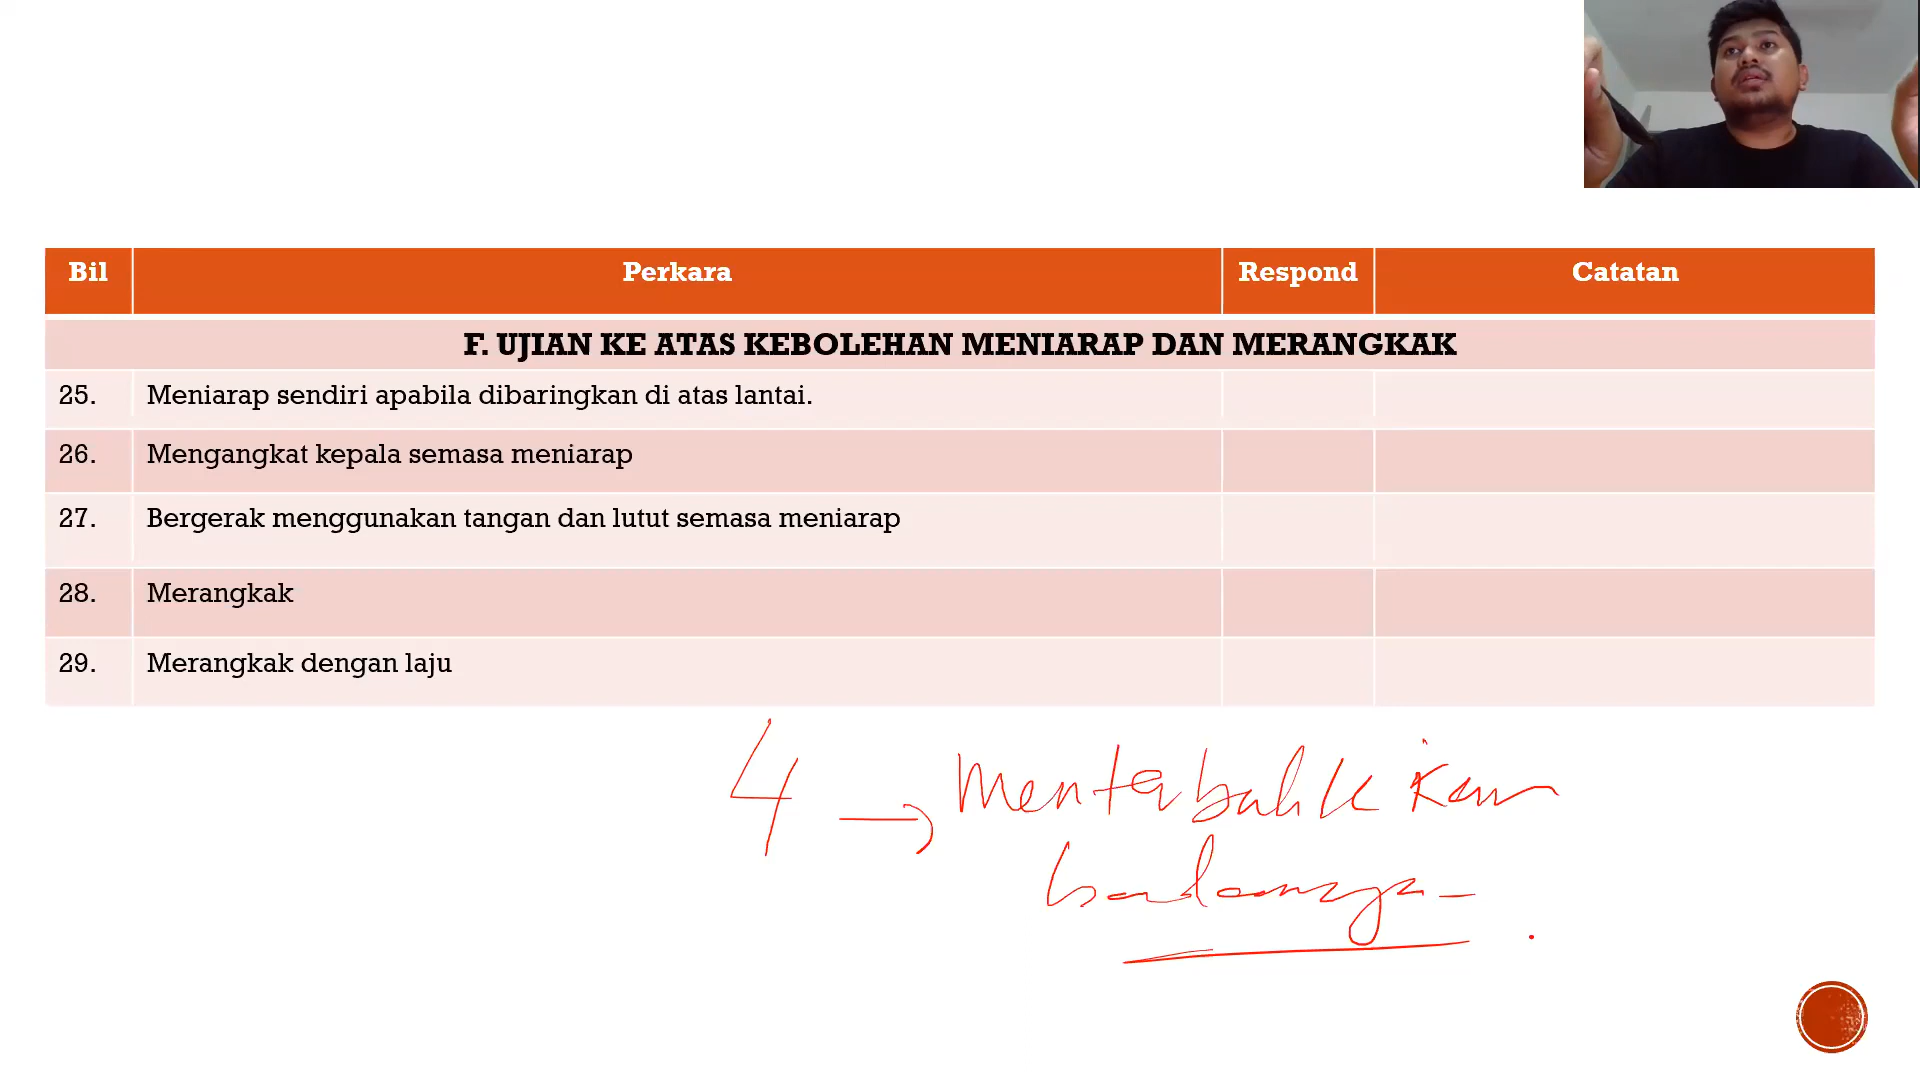 Bil Perkara Respond Catatan
F. UJIAN KE ATAS KEBOLEHAN MENIARAP DAN MERANGKAK
25. Meniarap sendiri apabila dibaringkan di atas lantai.
26. Mengangkat kepala semasa meniarap
27. Bergerak menggunakan tangan dan lutut semasa meniarap
28. Merangkak
29. Merangkak dengan laju
4 → Menterbalikkan
badannya